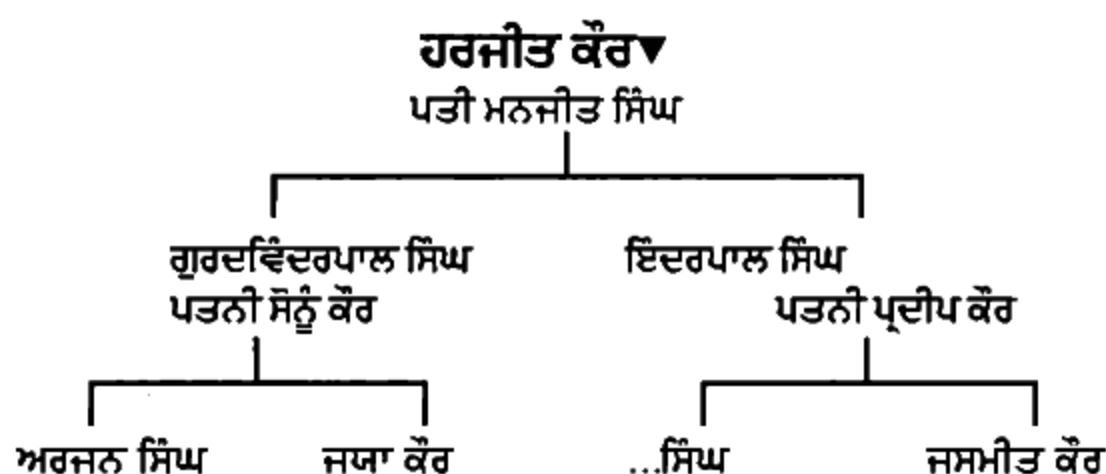 ਹਰਜੀਤ ਕੌਰ▼
ਪਤੀ ਮਨਜੀਤ ਸਿੰਘ
ਗੁਰਦਵਿੰਦਰਪਾਲ ਸਿੰਘ ਇੰਦਰਪਾਲ ਸਿੰਘ
ਪਤਨੀ ਸੋਨੂੰ ਕੌਰ ਪਤਨੀ ਪ੍ਰਦੀਪ ਕੌਰ
ਅਰਜਨ ਸਿੰਘ ਜਯਾ ਕੌਰ ...ਸਿੰਘ ਜਸਮੀਤ ਕੌਰ